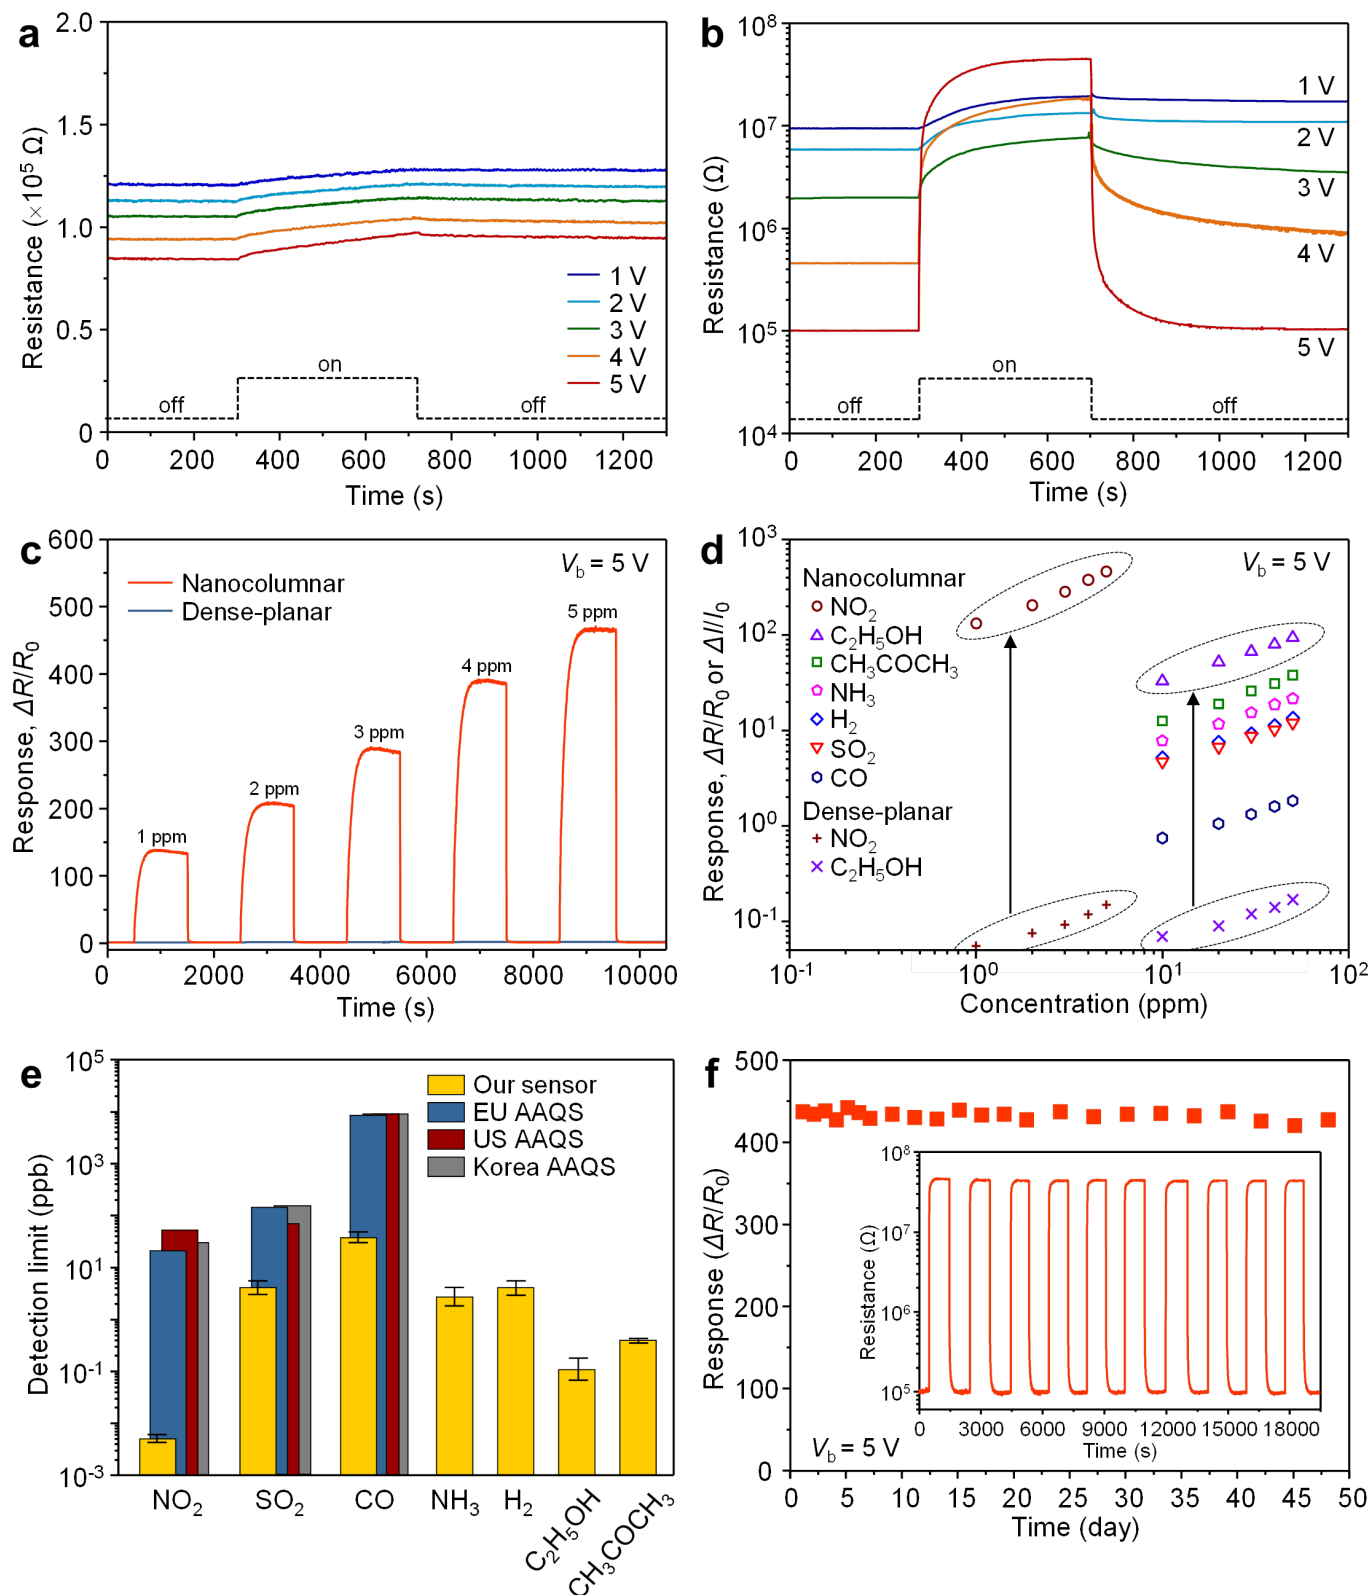 a
2.0
1.5
1.0
0.5
0
Resistance (×10⁵ Ω)
1 V
2 V
3 V
4 V
5 V
off
on
off
0 200 400 600 800 1000 1200
Time (s)
b
10⁸
10⁷
10⁶
10⁵
10⁴
Resistance (Ω)
1 V
2 V
3 V
4 V
5 V
off
on
off
0 200 400 600 800 1000 1200
Time (s)
c
600
500
400
300
200
100
0
Response, ΔR/R₀
Nanocolumnar
Dense-planar
V_b = 5 V
1 ppm
2 ppm
3 ppm
4 ppm
5 ppm
0 2000 4000 6000 8000 10000
Time (s)
d
10³
10²
10¹
10⁰
10⁻¹
Response, ΔR/R₀ or ΔI/I₀
V_b = 5 V
Nanocolumnar
NO₂
C₂H₅OH
CH₃COCH₃
NH₃
H₂
SO₂
CO
Dense-planar
NO₂
C₂H₅OH
10⁻¹ 10⁰ 10¹ 10²
Concentration (ppm)
e
10⁵
10³
10¹
10⁻¹
10⁻³
Detection limit (ppb)
Our sensor
EU AAQS
US AAQS
Korea AAQS
NO₂ SO₂ CO NH₃ H₂ C₂H₅OH CH₃COCH₃
f
500
400
300
200
100
0
Response (ΔR/R₀)
10⁸
10⁷
10⁶
10⁵
Resistance (Ω)
0 3000 6000 9000 12000 15000 18000
Time (s)
V_b = 5 V
0 5 10 15 20 25 30 35 40 45 50
Time (day)